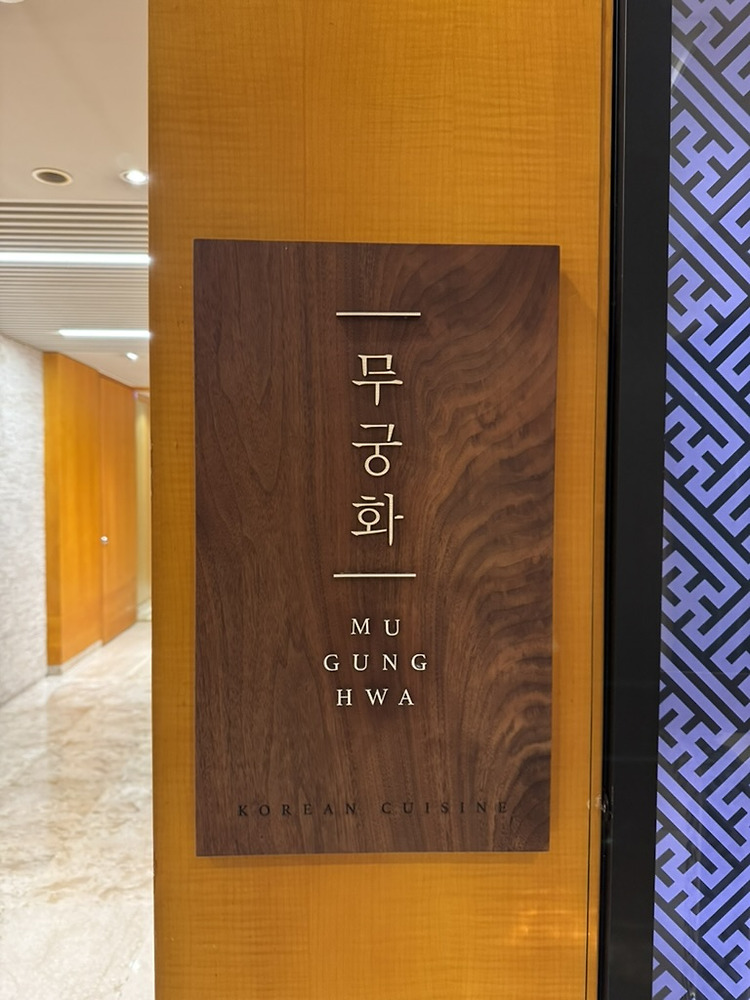 무
궁
화
MU
GUNG
HWA
KOREAN CUISINE